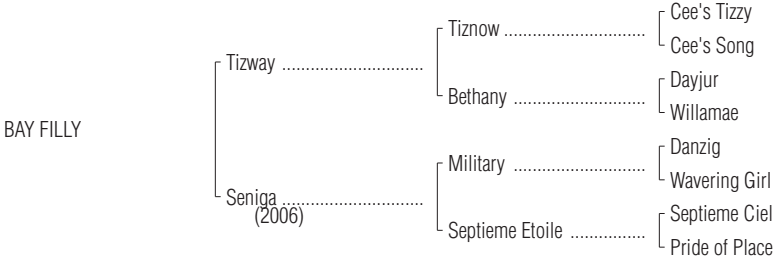 Cee's Tizzy
Tiznow ..............................
Cee's Song
Tizway ..............................
Dayjur
Bethany ............................
Willamae
BAY FILLY
Danzig
Military ............................
Wavering Girl
Seniga ..............................
(2006)
Septieme Ciel
Septieme Etoile ................
Pride of Place